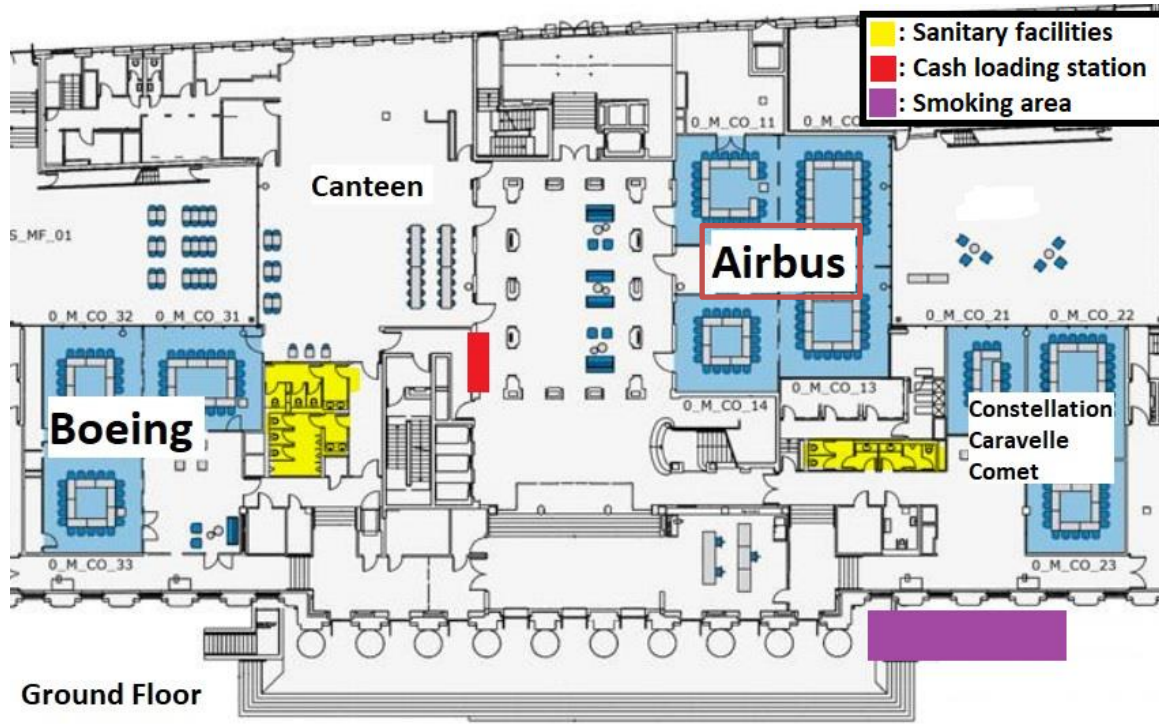 : Sanitary facilities
: Cash loading station
: Smoking area
0_M_CO_11
0_M_CO
Canteen
S_MF_01
Airbus
0_M_CO_32
0_M_CO_31
0_M_CO_21
0_M_CO_22
0_M_CO_13
0_M_CO_14
Boeing
Constellation
Caravelle
Comet
0_M_CO_33
0_M_CO_23
Ground Floor